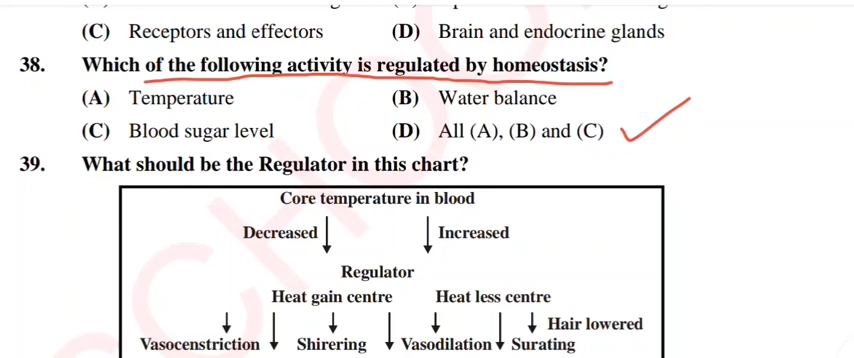 (C) Receptors and effectors (D) Brain and endocrine glands
38. Which of the following activity is regulated by homeostasis?
(A) Temperature (B) Water balance
(C) Blood sugar level (D) All (A), (B) and (C)
39. What should be the Regulator in this chart?
Core temperature in blood
Decreased Increased
Regulator
Heat gain centre Heat less centre
Hair lowered
Vasocenstriction Shirering Vasodilation Surating